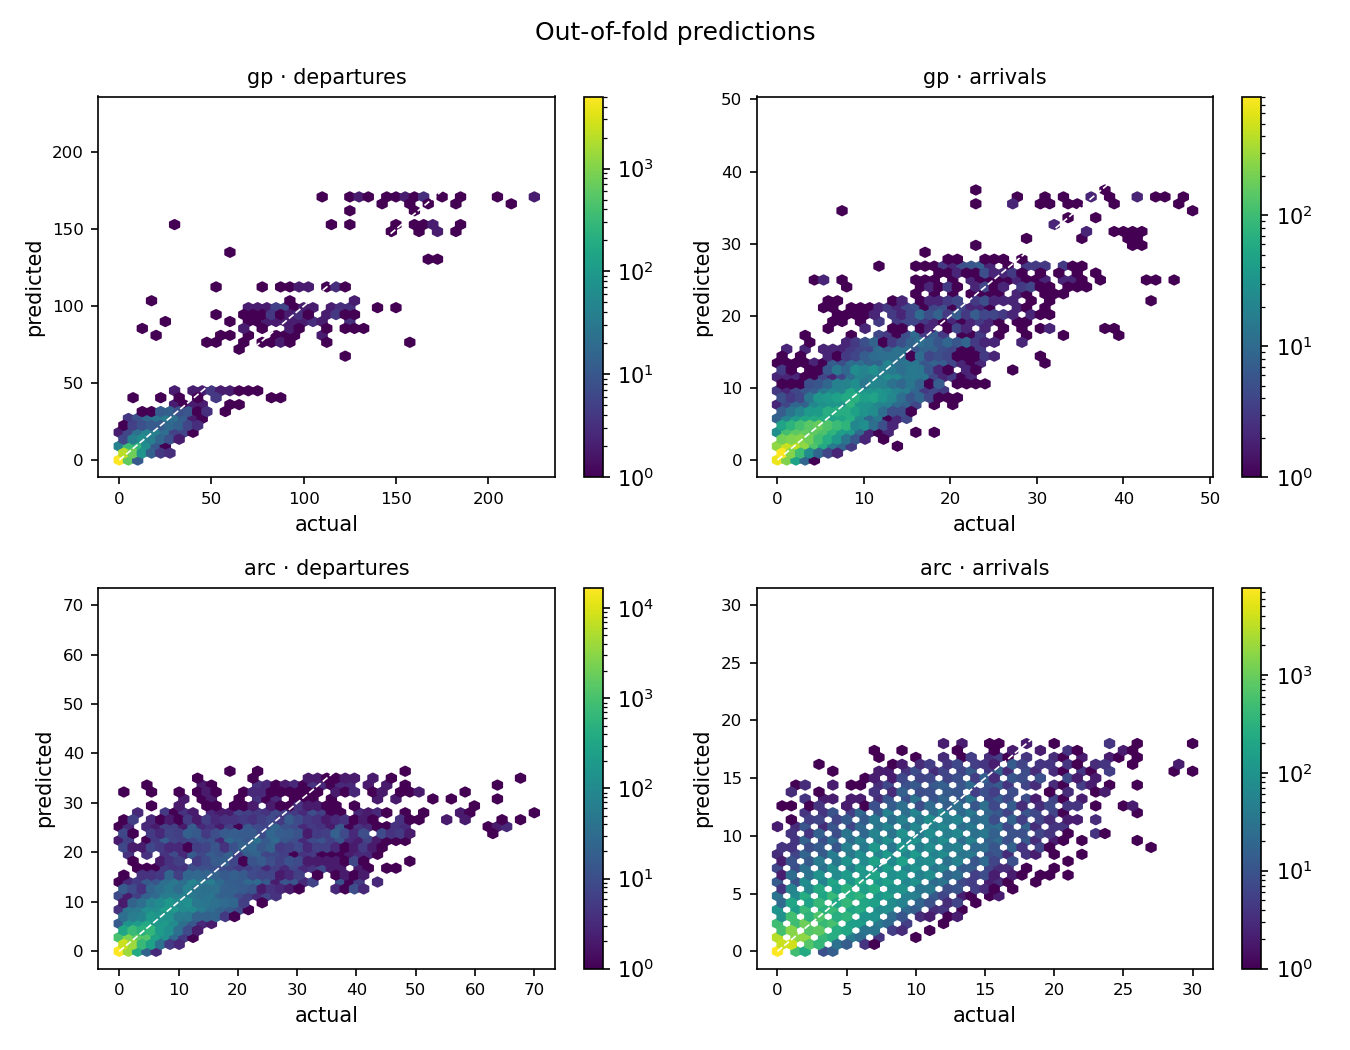 Out-of-fold predictions
gp · departures
gp · arrivals
predicted
200
150
100
50
0
0 50 100 150 200
actual
10³
10²
10¹
10⁰
predicted
50
40
30
20
10
0
0 10 20 30 40 50
actual
10²
10¹
10⁰
arc · departures
arc · arrivals
predicted
70
60
50
40
30
20
10
0
0 10 20 30 40 50 60 70
actual
10⁴
10³
10²
10¹
10⁰
predicted
30
25
20
15
10
5
0
0 5 10 15 20 25 30
actual
10³
10²
10¹
10⁰